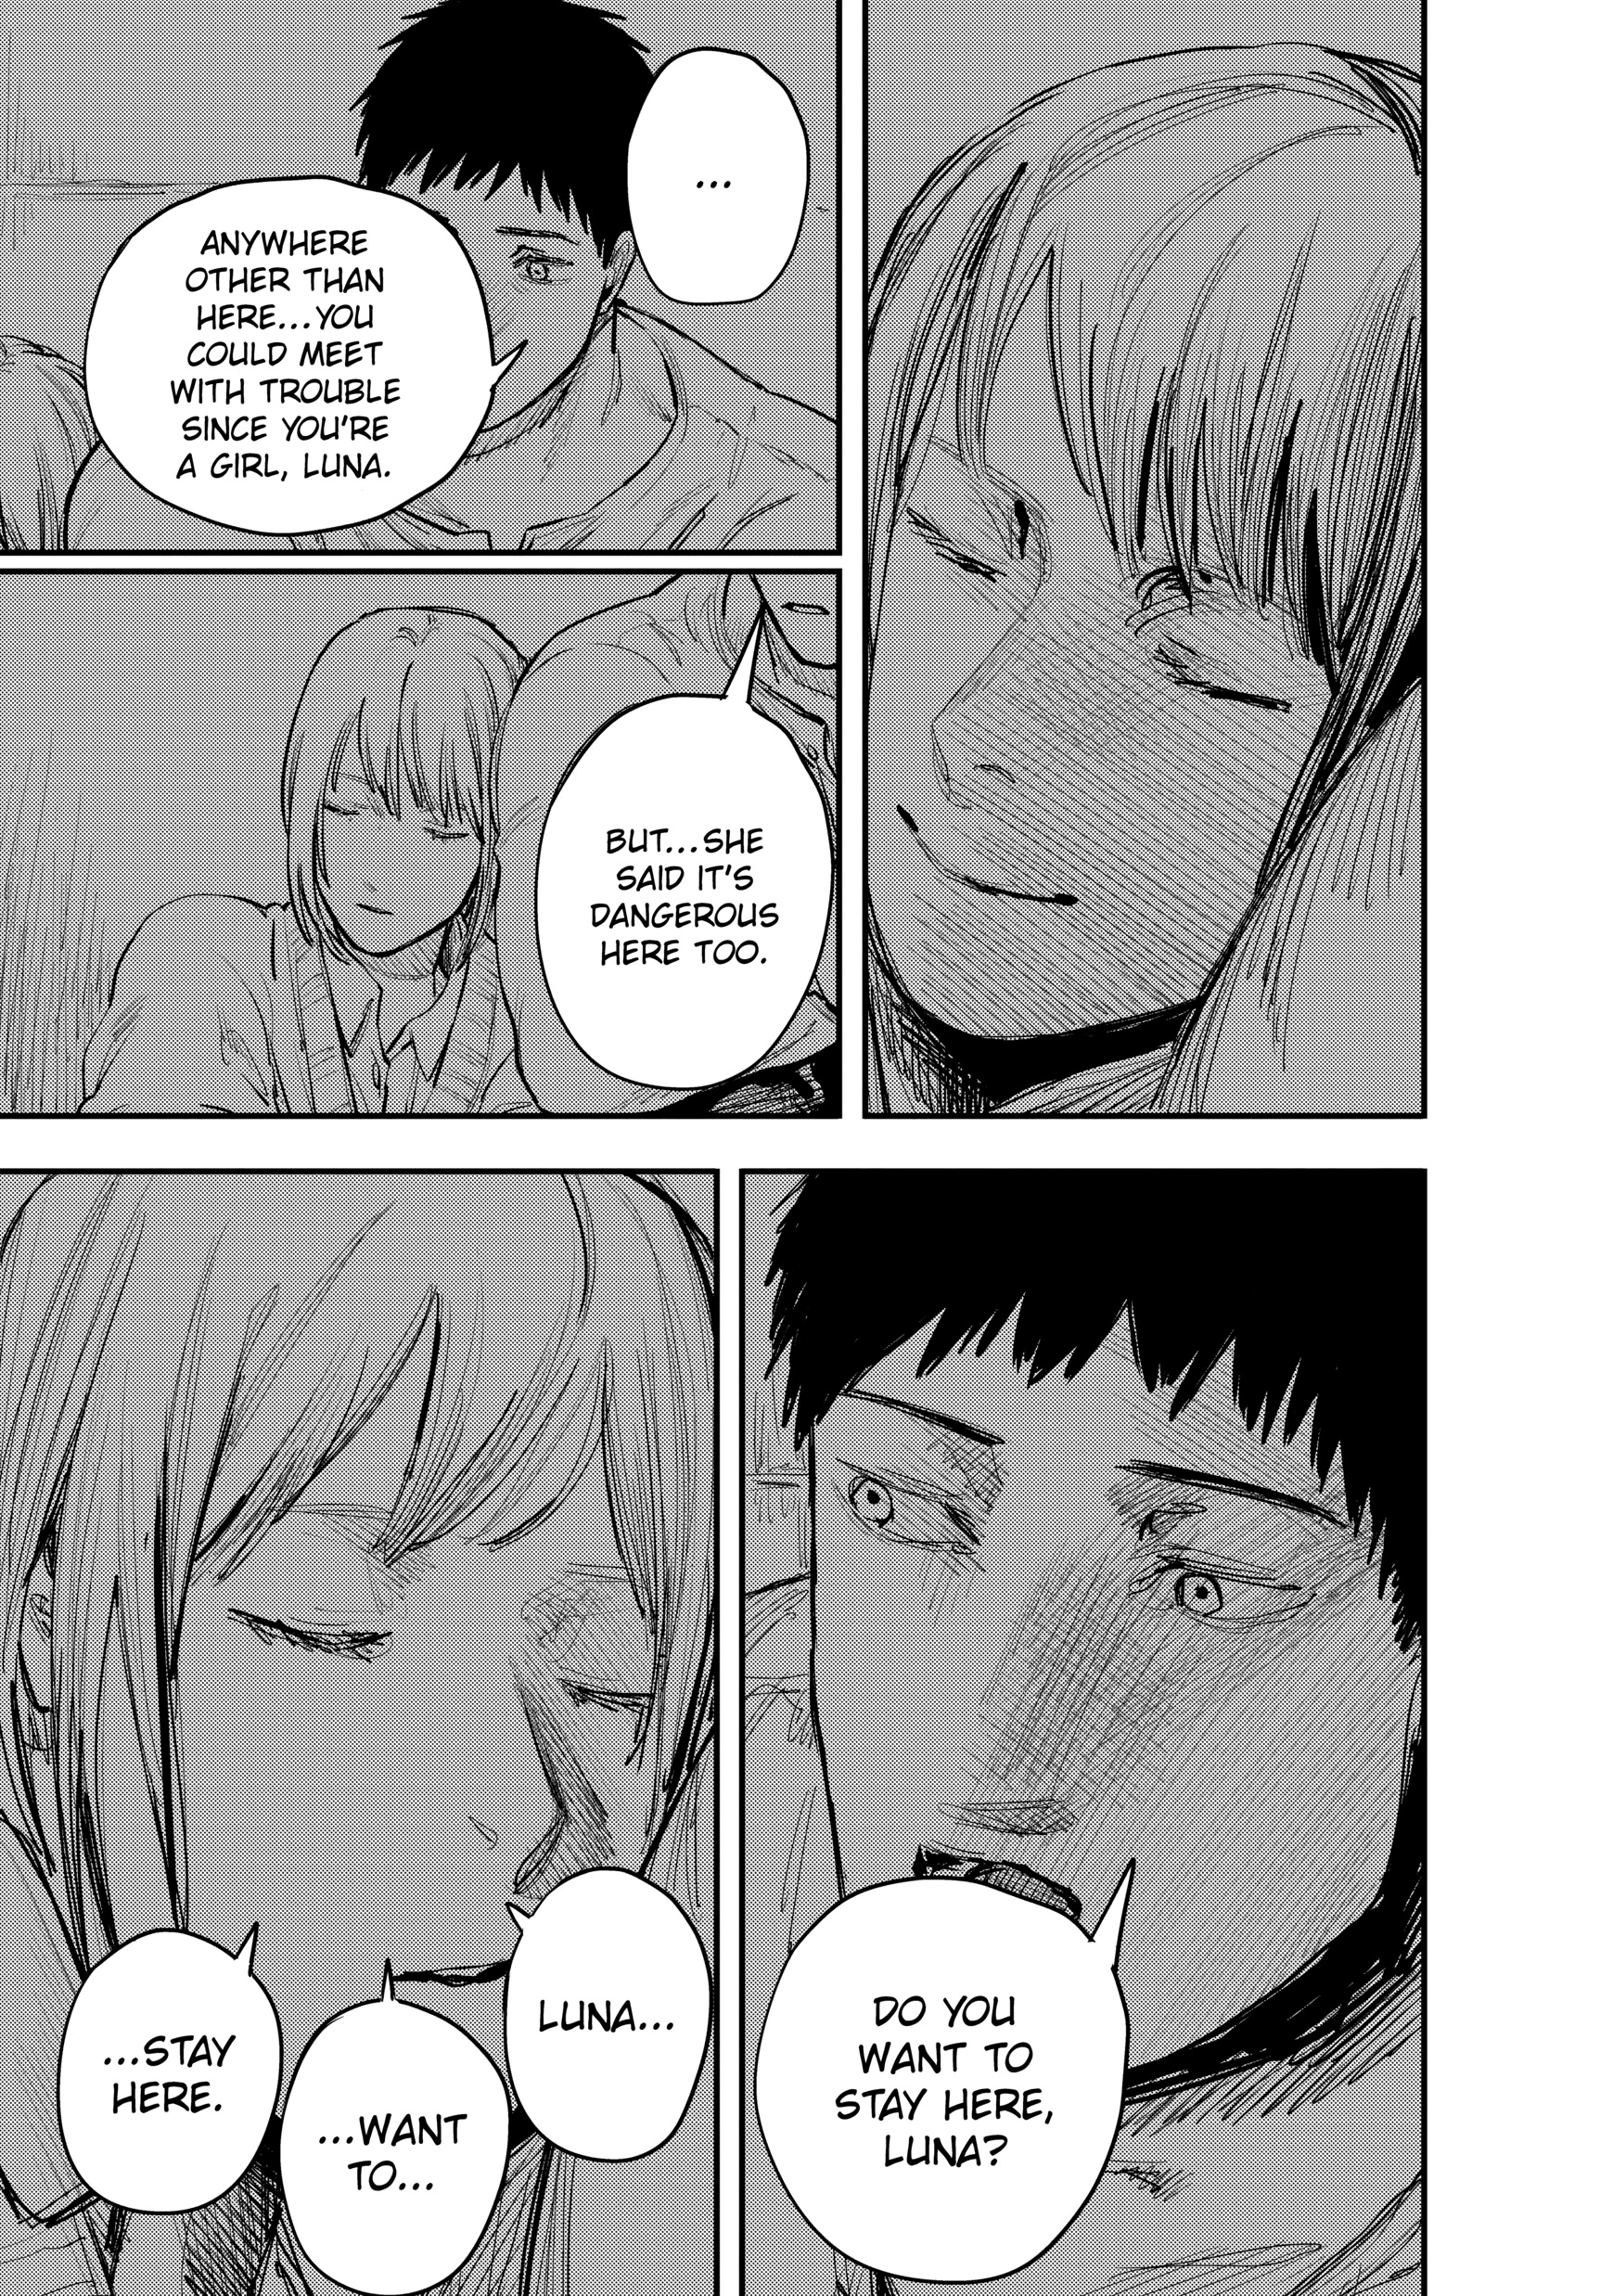 ...
ANYWHERE
OTHER THAN
HERE...YOU
COULD MEET
WITH TROUBLE
SINCE YOU'RE
A GIRL, LUNA.
BUT...SHE
SAID IT'S
DANGEROUS
HERE TOO.
DO YOU
WANT TO
STAY HERE,
LUNA?
LUNA...
...WANT
TO...
...STAY
HERE.